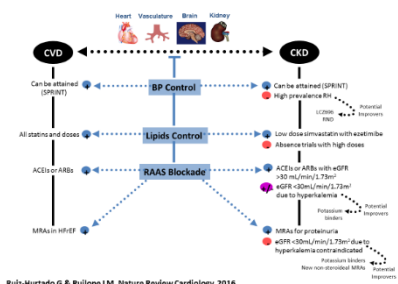 Heart Vasculature Brain Kidney
CVD
CKD
Can be attained
(SPRINT)
+
BP Control
+
Can be attained (SPRINT)
High prevalence RH
LCZ696
RND
Potential
Improvers
All statins and doses
+
Lipids Control
+
Low dose simvastatin with ezetimibe
Absence trials with high doses
ACEIs or ARBs
+
RAAS Blockade
+
ACEIs or ARBs with eGFR
>30 mL/min/1.73m²
+/-
eGFR <30mL/min/1.73m²
due to hyperkalemia
Potassium
binders
Potential
Improvers
MRAs in HFrEF
+
+
MRAs for proteinuria
eGFR <30mL/min/1.73m² due to
hyperkalemia contraindicated
Potassium binders
New non-steroideal MRAs
Potential
Improvers
Ruiz-Hurtado G & Ruilope LM. Nature Review Cardiology. 2016